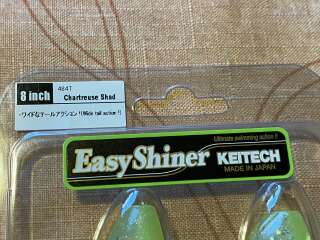 8 inch
484T
Chartreuse Shad
・ワイドなテールアクション!!(Wide tail action !!)
Ultimate swimming action !!
Easy Shiner KEITECH
MADE IN JAPAN